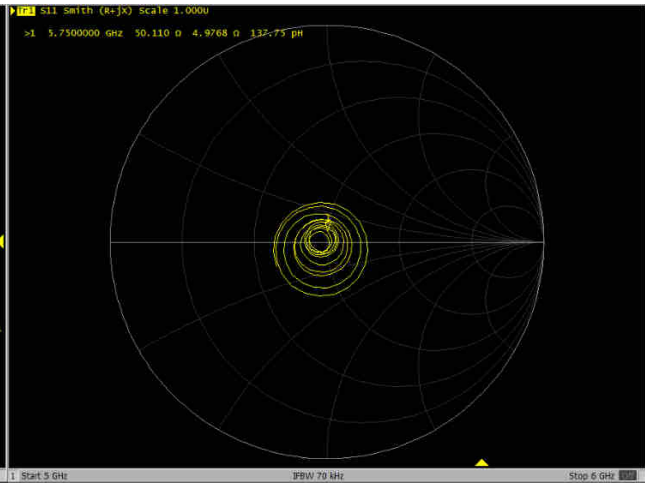 Tr1 S11 Smith (R+jX) Scale 1.000U
>1 5.7500000 GHz 50.110 Ω 4.9768 Ω 137.75 pH
1
1 Start 5 GHz IFBW 70 kHz Stop 6 GHz